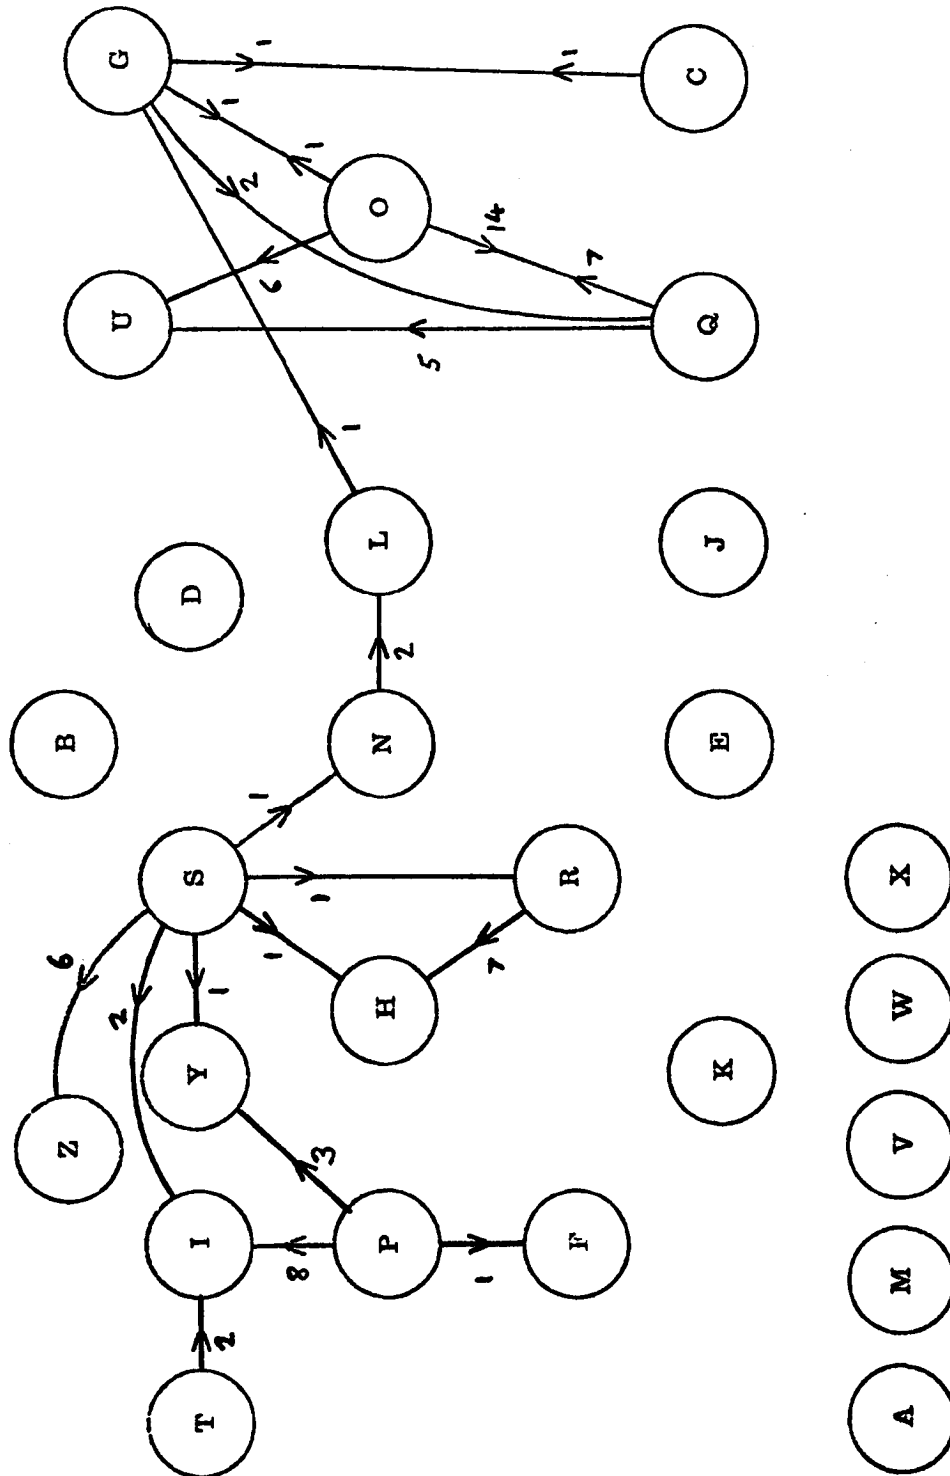 Z 6 B
2 U G
T I Y S D
2 1 1 6 2 1 1
8 1 3 1 1 1
P H N L O
2 5
1 7 14
F R 7 1
K E J Q C
A M V W X